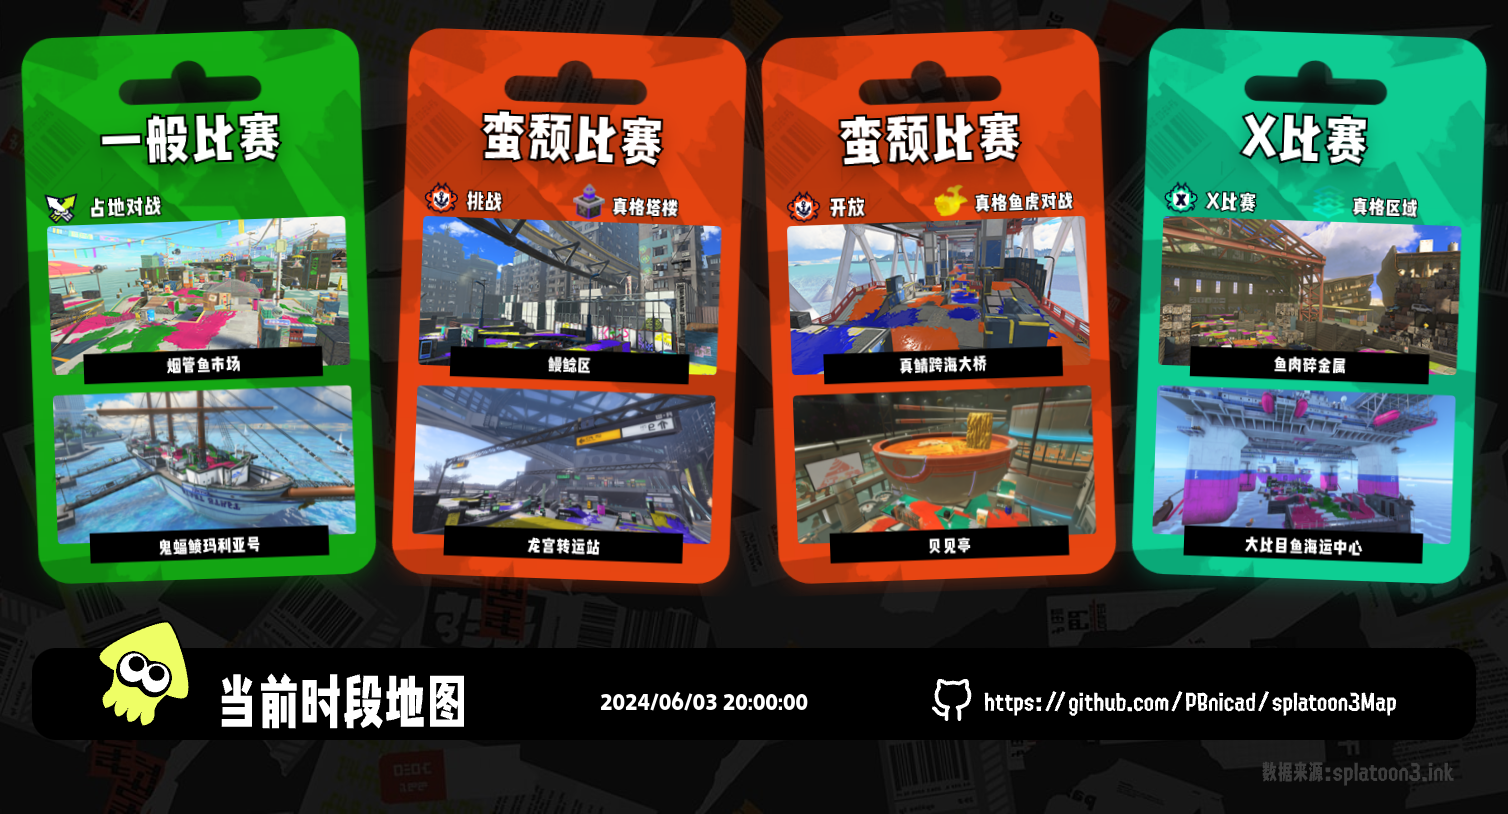 一般比赛
占地对战
烟管鱼市场
鬼蝠鲼玛利亚号
蛮颓比赛
挑战
真格塔楼
鳗鲶区
龙宫转运站
蛮颓比赛
开放
真格鱼虎对战
真鲭跨海大桥
贝见亭
X比赛
X比赛
真格区域
鱼肉碎金属
大比目鱼海运中心
当前时段地图
2024/06/03 20:00:00
https://github.com/PBnicad/splatoon3Map
数据来源:splatoon3.ink